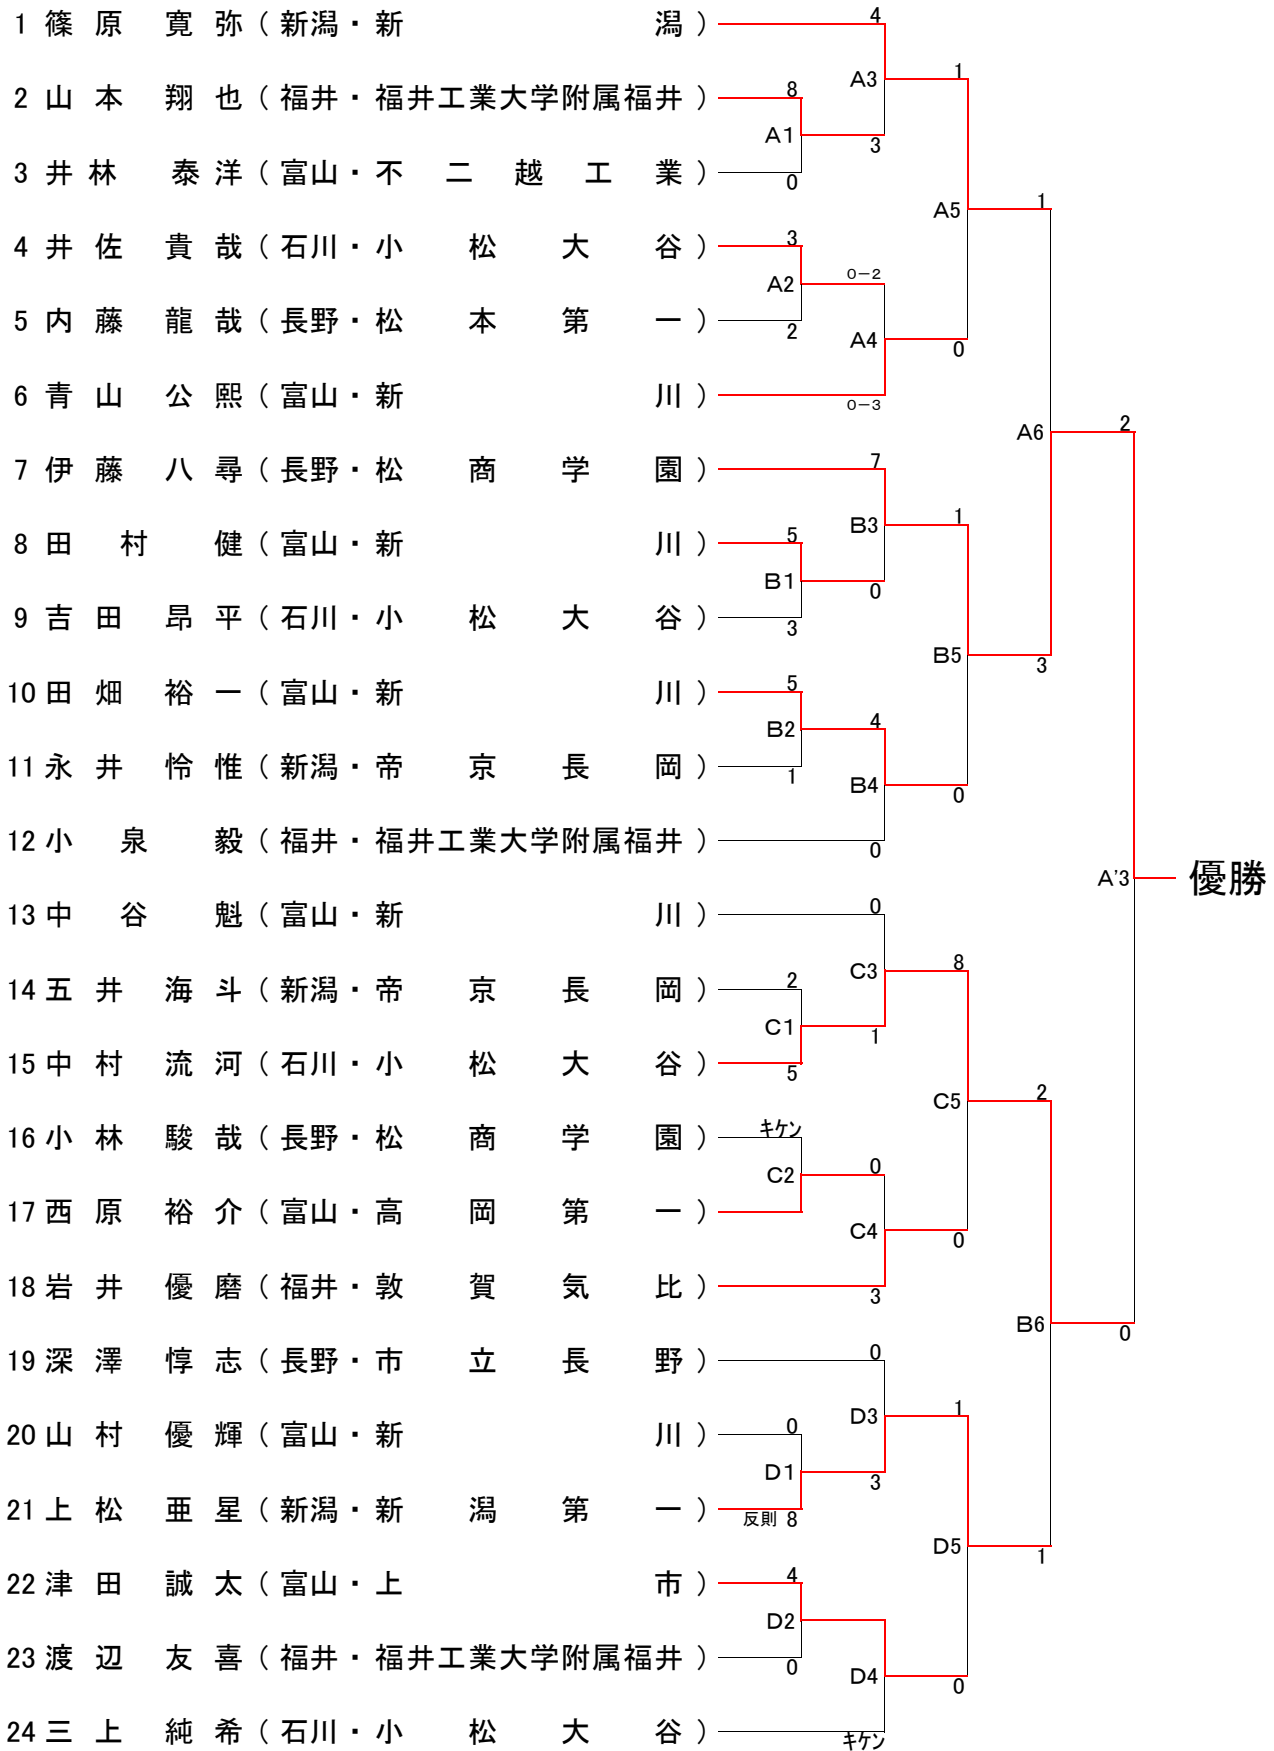 4
1 篠原 寛弥 (新潟・新潟)
A3 1
2 山本 翔也 (福井・福井工業大学附属福井) 8
A1 3
3 井林 泰洋 (富山・不二越工業) 0
A5 1
4 井佐 貴哉 (石川・小松大谷) 3
A2 0−2
5 内藤 龍哉 (長野・松本第一) 2
A4 0
6 青山 公熙 (富山・新川) 0−3
A6 2
7 伊藤 八尋 (長野・松商学園) 7
B3 1
8 田村 健 (富山・新川) 5
B1 0
9 吉田 昂平 (石川・小松大谷) 3
B5 3
10 田畑 裕一 (富山・新川) 5
B2 4
11 永井 怜惟 (新潟・帝京長岡) 1
B4 0
12 小泉 毅 (福井・福井工業大学附属福井) 0
A'3 優勝
13 中谷 魁 (富山・新川) 0
C3 8
14 五井 海斗 (新潟・帝京長岡) 2
C1 1
15 中村 流河 (石川・小松大谷) 5
C5 2
16 小林 駿哉 (長野・松商学園) キケン
C2 0
17 西原 裕介 (富山・高岡第一)
C4 0
18 岩井 優磨 (福井・敦賀気比) 3
B6 0
19 深澤 惇志 (長野・市立長野) 0
D3 1
20 山村 優輝 (富山・新川) 0
D1 3
21 上松 亜星 (新潟・新潟第一) 反則 8
D5 1
22 津田 誠太 (富山・上市) 4
D2
23 渡辺 友喜 (福井・福井工業大学附属福井) 0
D4 0
24 三上 純希 (石川・小松大谷) キケン